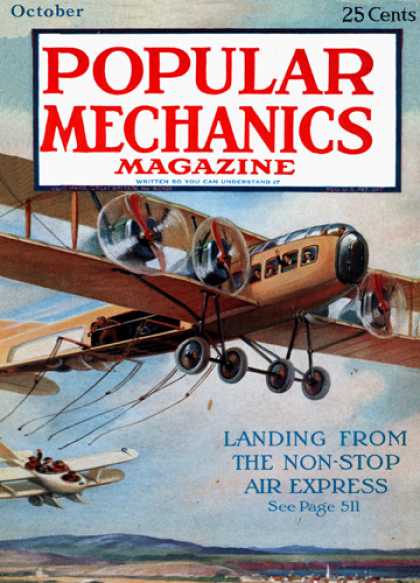 October
25 Cents
POPULAR
MECHANICS
MAGAZINE
WRITTEN SO YOU CAN UNDERSTAND IT
LANDING FROM
THE NON-STOP
AIR EXPRESS
See Page 511